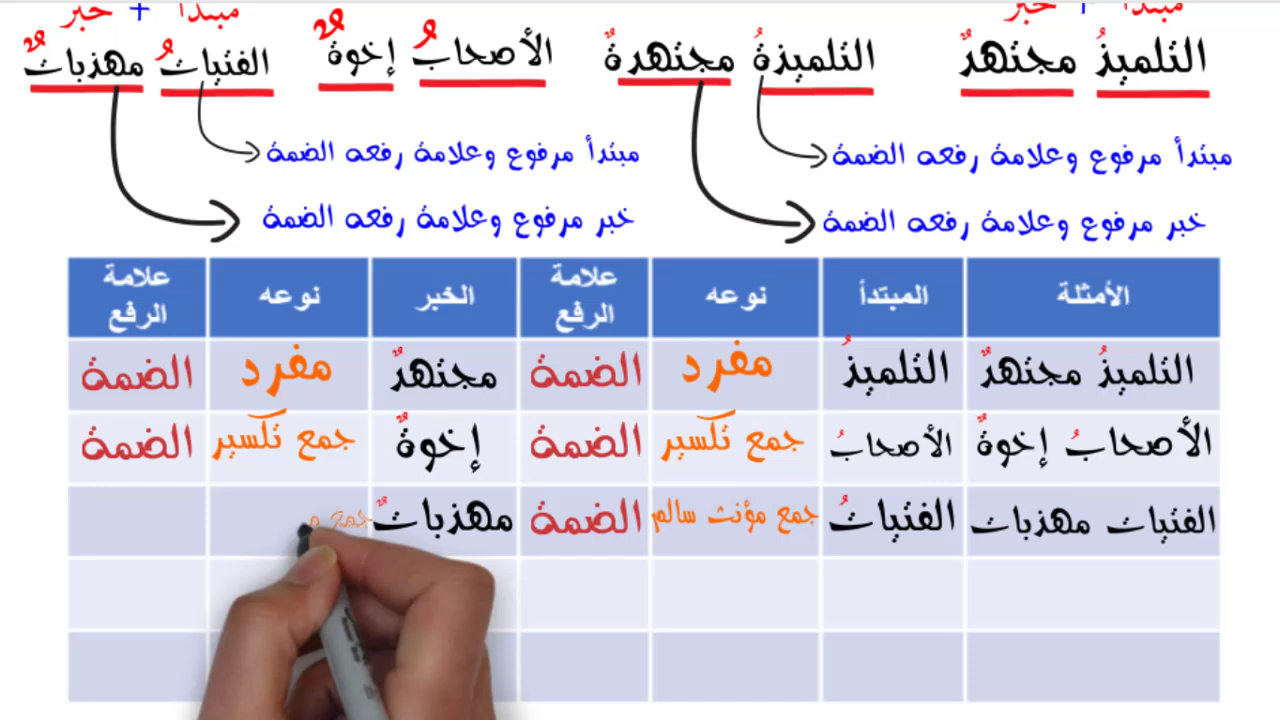 مبتدأ + خبر
مبتدأ + خبر
التلميذُ مجتهدٌ
التلميذةُ مجتهدةٌ
الأصحابُ إخوةٌ
الفتياتُ مهذباتٌ
مبتدأ مرفوع وعلامة رفعه الضمة
مبتدأ مرفوع وعلامة رفعه الضمة
خبر مرفوع وعلامة رفعه الضمة
خبر مرفوع وعلامة رفعه الضمة
الأمثلة المبتدأ نوعه علامة الرفع الخبر نوعه علامة الرفع
التلميذُ مجتهدٌ التلميذُ مفرد الضمة مجتهدٌ مفرد الضمة
الأصحابُ إخوةٌ الأصحابُ جمع تكسير الضمة إخوةٌ جمع تكسير الضمة
الفتيات مهذبات الفتياتُ جمع مؤنث سالم الضمة مهذباتٌ جمع م